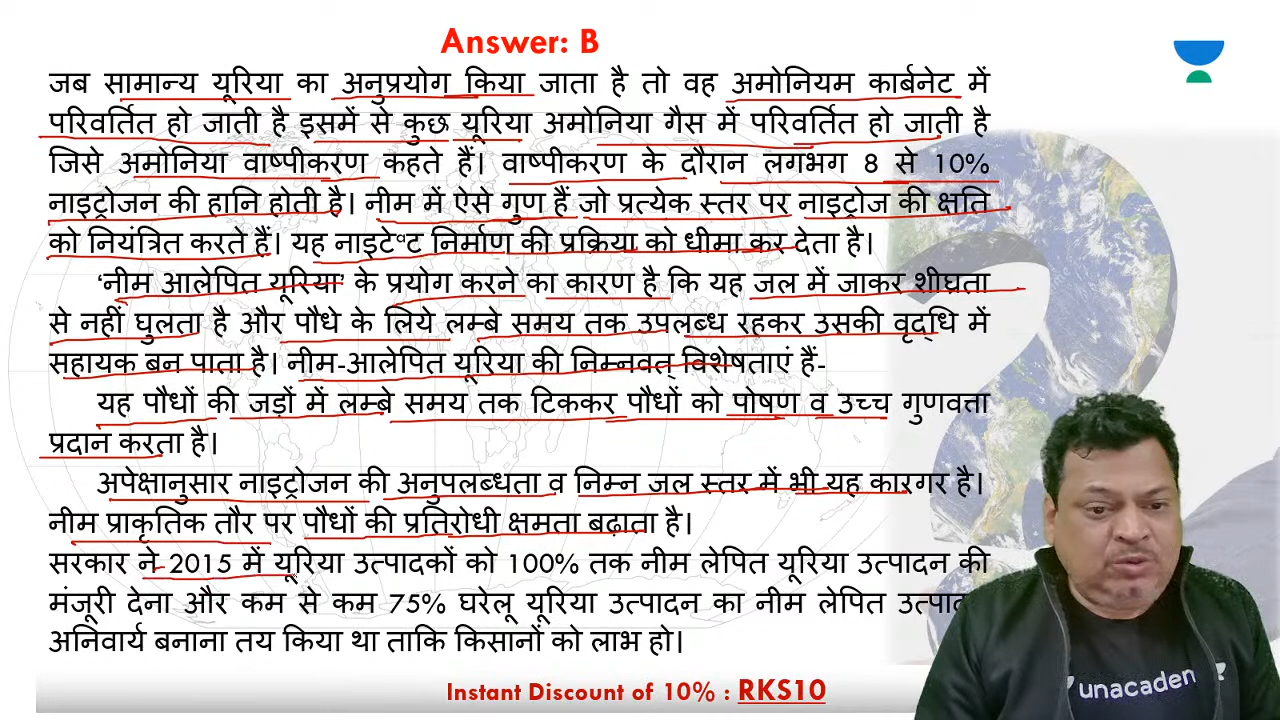 Answer: B
जब सामान्य यूरिया का अनुप्रयोग किया जाता है तो वह अमोनियम कार्बनेट में
परिवर्तित हो जाती है इसमें से कुछ यूरिया अमोनिया गैस में परिवर्तित हो जाती है
जिसे अमोनिया वाष्पीकरण कहते हैं। वाष्पीकरण के दौरान लगभग 8 से 10%
नाइट्रोजन की हानि होती है। नीम में ऐसे गुण हैं जो प्रत्येक स्तर पर नाइट्रोज की क्षति
को नियंत्रित करते हैं। यह निर्माण की प्रक्रिया को धीमा कर देता है।
‘नीम आलेपित यूरिया’ के प्रयोग करने का कारण है कि यह जल में जाकर शीघ्रता
से नहीं घुलता है और पौधे के लिये लम्बे समय तक उपलब्ध रहकर उसकी वृद्धि में
सहायक बन पाता है। नीम-आलेपित यूरिया की निम्नवत् विशेषताएं हैं-
यह पौधों की जड़ों में लम्बे समय तक टिककर पौधों को पोषण व उच्च गुणवत्ता
प्रदान करता है।
अपेक्षानुसार नाइट्रोजन की अनुपलब्धता व निम्न जल स्तर में भी यह कारगर है।
नीम प्राकृतिक तौर पर पौधों की प्रतिरोधी क्षमता बढ़ाता है।
सरकार ने 2015 में यूरिया उत्पादकों को 100% तक नीम लेपित यूरिया उत्पादन की
मंजूरी देना और कम से कम 75% घरेलू यूरिया उत्पादन का नीम लेपित
अनिवार्य बनाना तय किया था ताकि किसानों को लाभ हो।
Instant Discount of 10% : RKS10